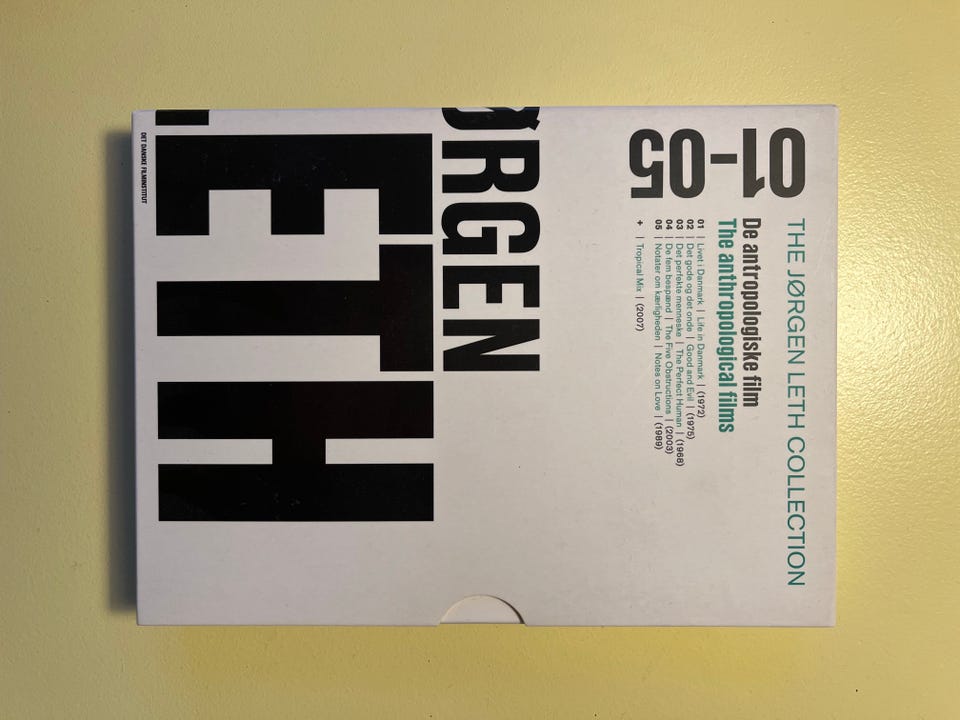 01-05
THE JØRGEN LETH COLLECTION
De antropologiske film
The anthropological films
01 | Livet i Danmark | Life in Danmark | (1972)
02 | Det gode og det onde | Good and Evil | (1975)
03 | Det perfekte menneske | The Perfect Human | (1968)
04 | De fem bespænd | The Five Obstructions | (2003)
05 | Notater om kærligheden | Notes on Love | (1989)
+ | Tropical Mix | (2007)
ØRGEN
LETH
DET DANSKE FILMINSTITUT